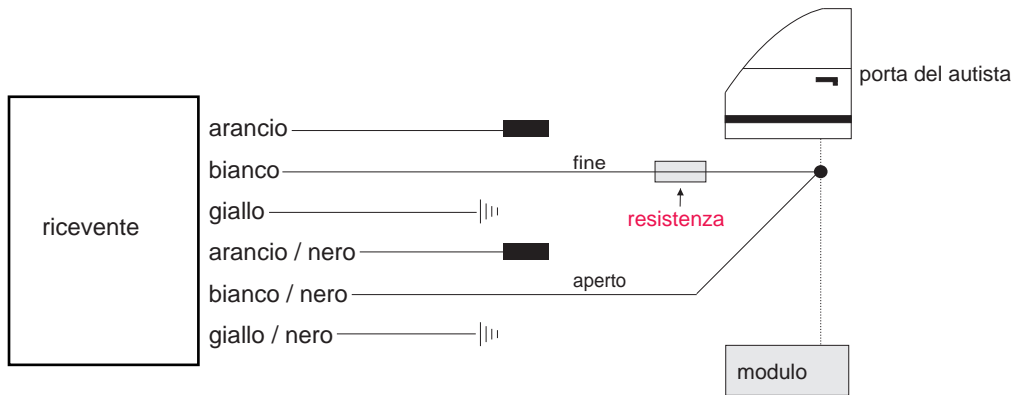 porta del autista
arancio
bianco
fine
giallo
resistenza
ricevente
arancio / nero
bianco / nero
aperto
giallo / nero
modulo